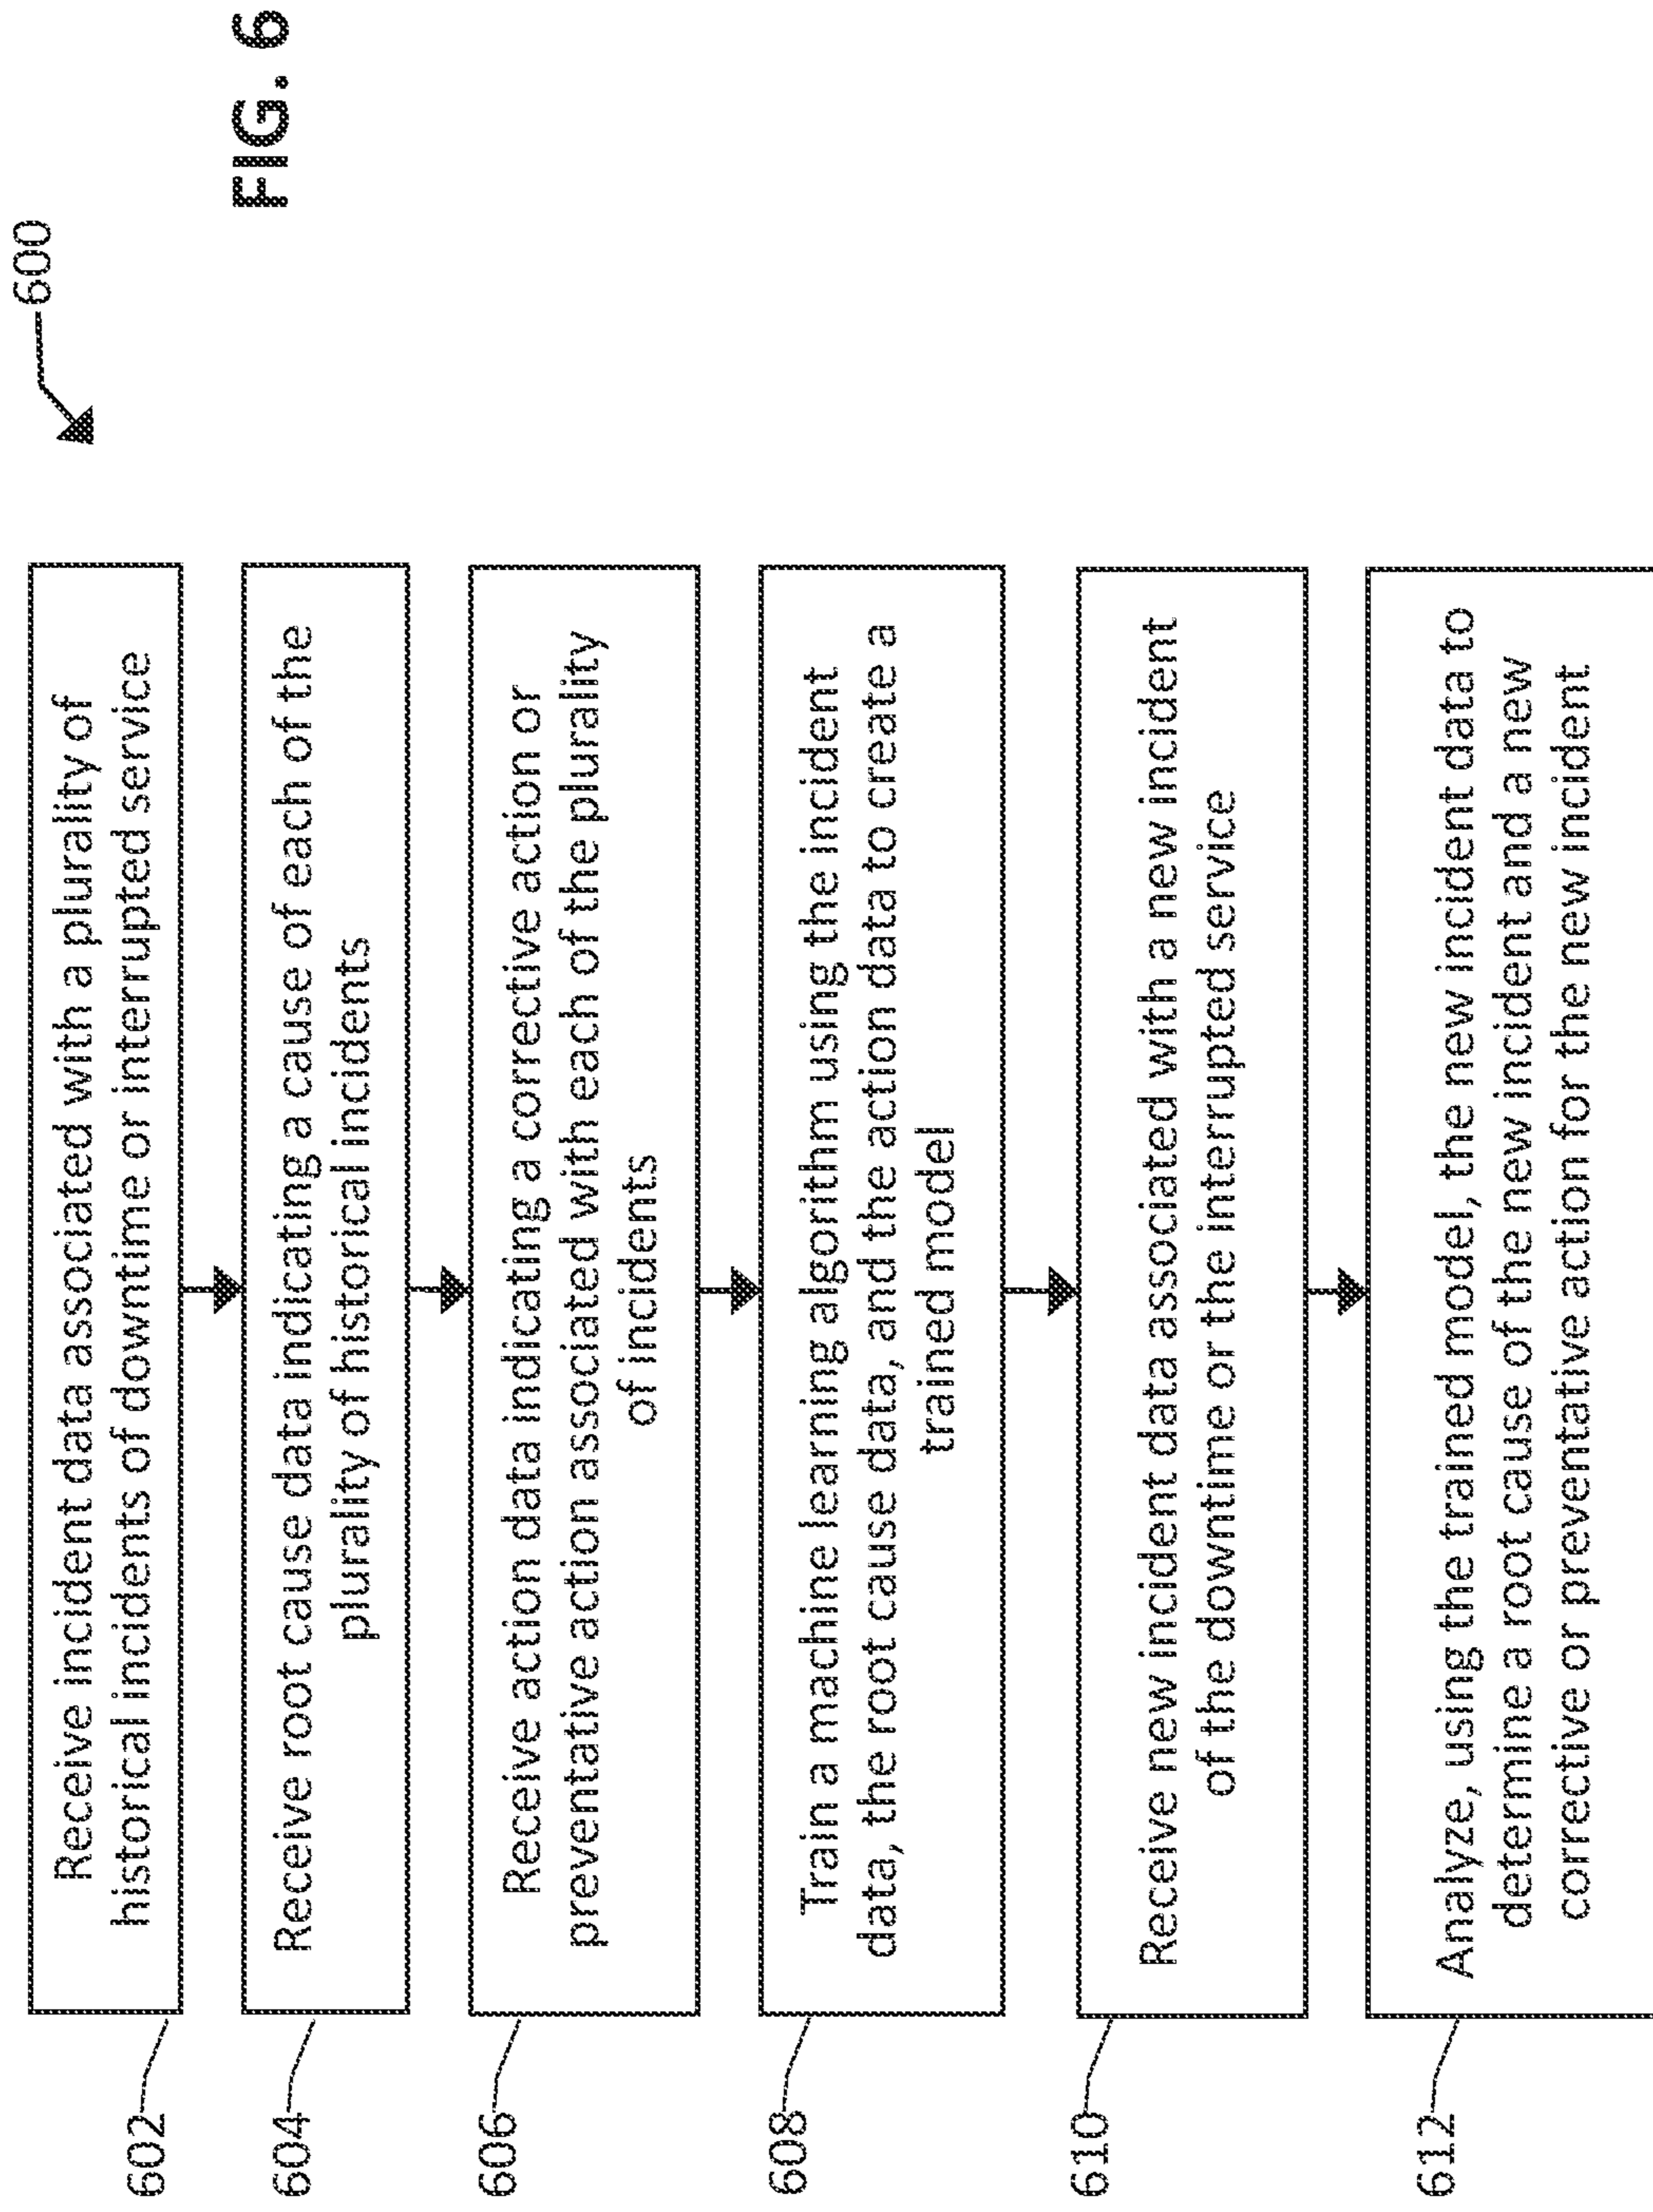 600
FIG. 6
602
Receive incident data associated with a plurality of
historical incidents of downtime or interrupted service
604
Receive root cause data indicating a cause of each of the
plurality of historical incidents
606
Receive action data indicating a corrective action or
preventative action associated with each of the plurality
of incidents
608
Train a machine learning algorithm using the incident
data, the root cause data, and the action data to create a
trained model
610
Receive new incident data associated with a new incident
of the downtime or the interrupted service
612
Analyze, using the trained model, the new incident data to
determine a root cause of the new incident and a new
corrective or preventative action for the new incident